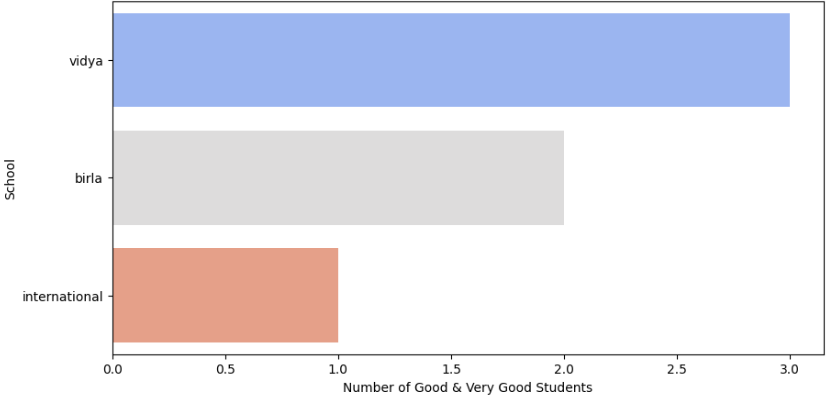 vidya
birla
international
School
0.0 0.5 1.0 1.5 2.0 2.5 3.0
Number of Good & Very Good Students